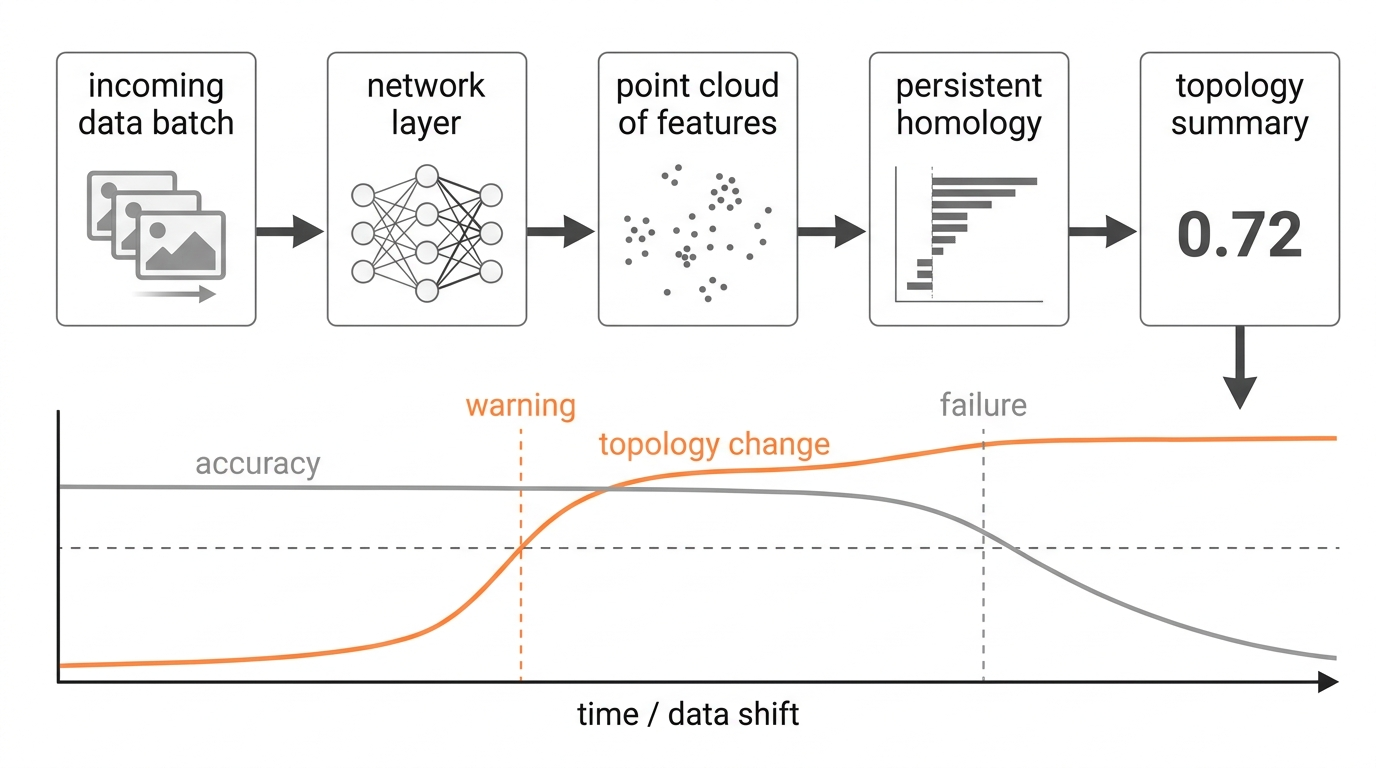 incoming
data batch
network
layer
point cloud
of features
persistent
homology
topology
summary
0.72
warning
failure
topology change
accuracy
time / data shift